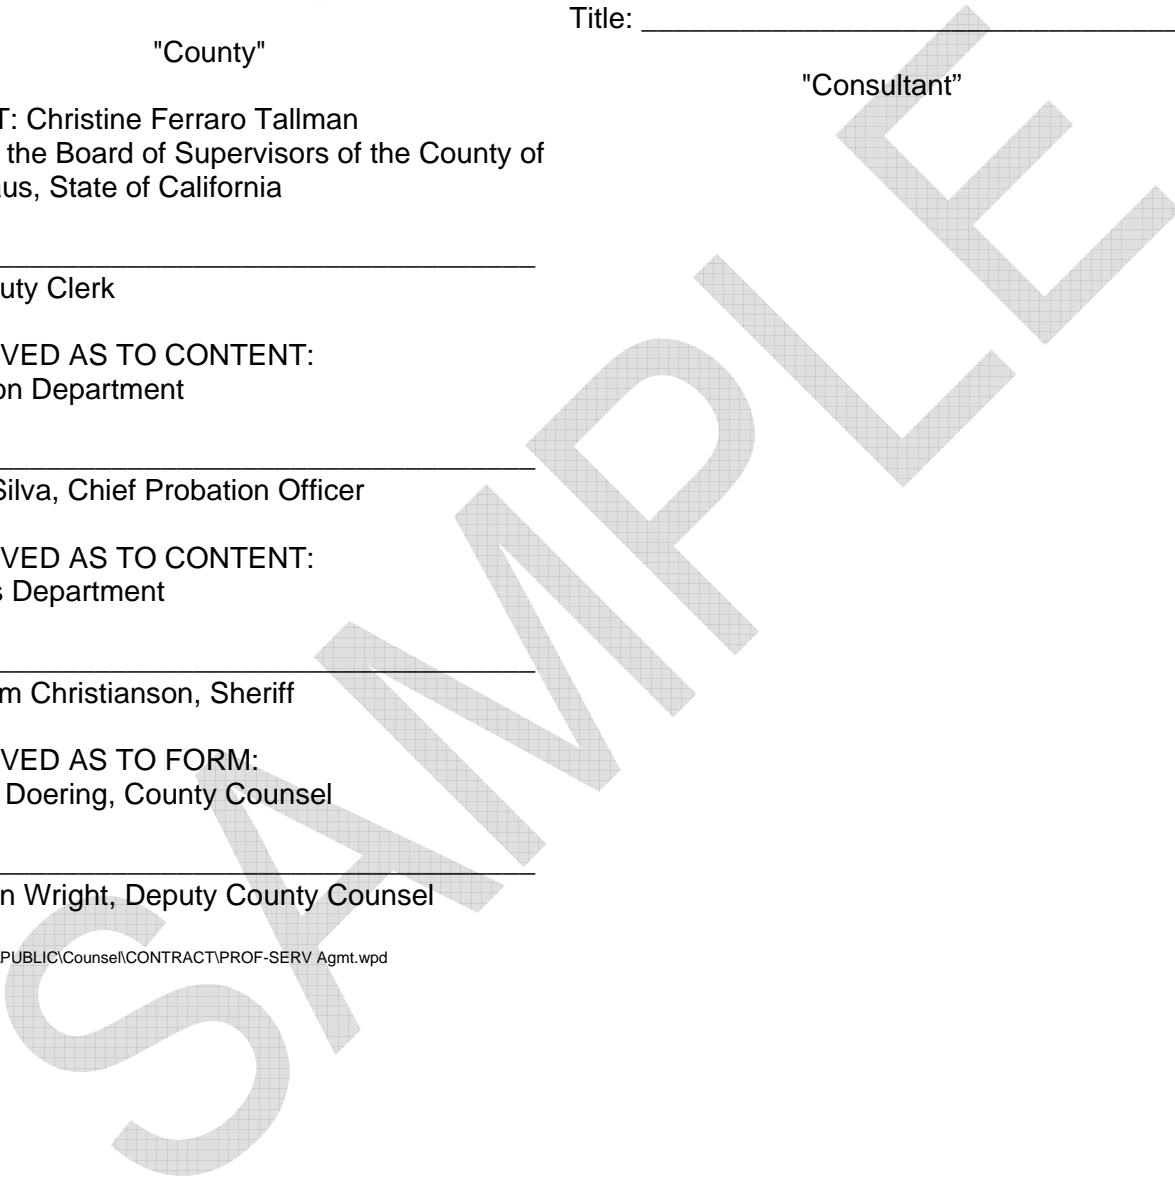 Title: ___________________________________
"County"
"Consultant”
T: Christine Ferraro Tallman
the Board of Supervisors of the County of
aus, State of California
___________________________________
uty Clerk
VED AS TO CONTENT:
on Department
___________________________________
Silva, Chief Probation Officer
VED AS TO CONTENT:
s Department
___________________________________
m Christianson, Sheriff
VED AS TO FORM:
Doering, County Counsel
___________________________________
n Wright, Deputy County Counsel
\PUBLIC\Counsel\CONTRACT\PROF-SERV Agmt.wpd
SAMPLE